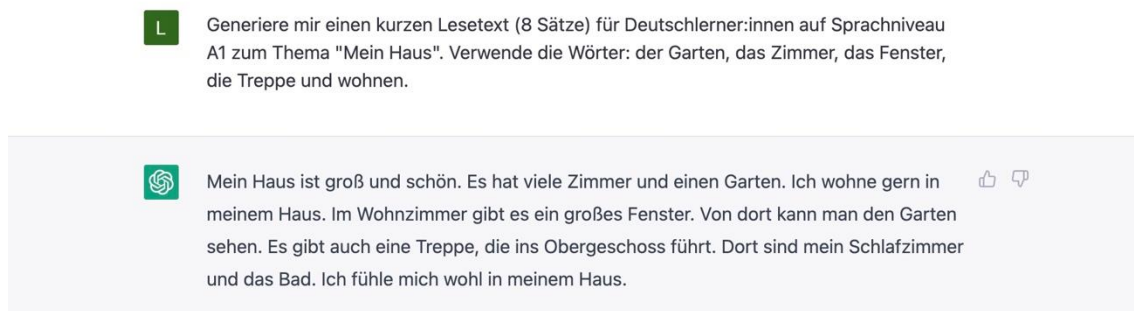 L
Generiere mir einen kurzen Lesetext (8 Sätze) für Deutschlerner:innen auf Sprachniveau
A1 zum Thema "Mein Haus". Verwende die Wörter: der Garten, das Zimmer, das Fenster,
die Treppe und wohnen.
Mein Haus ist groß und schön. Es hat viele Zimmer und einen Garten. Ich wohne gern in
meinem Haus. Im Wohnzimmer gibt es ein großes Fenster. Von dort kann man den Garten
sehen. Es gibt auch eine Treppe, die ins Obergeschoss führt. Dort sind mein Schlafzimmer
und das Bad. Ich fühle mich wohl in meinem Haus.